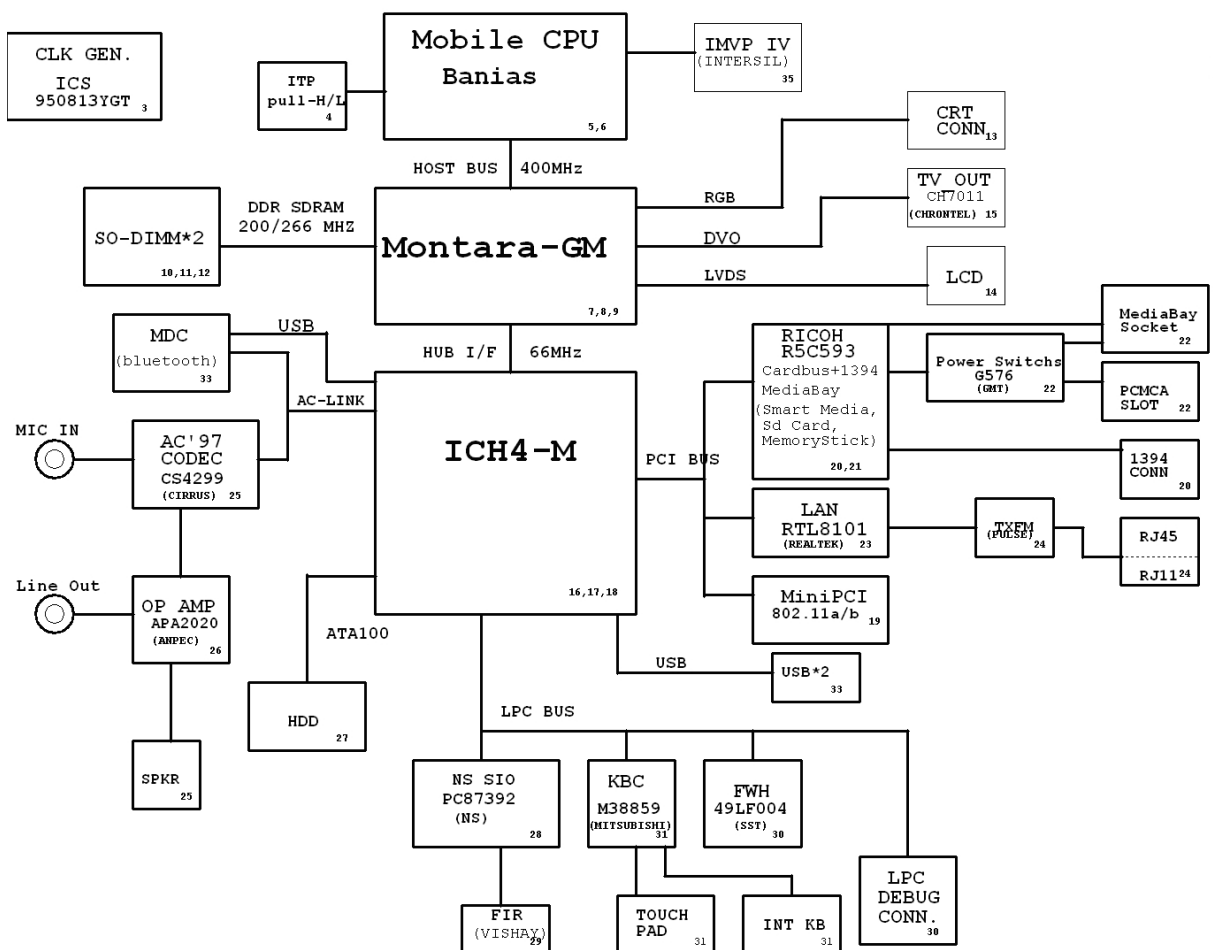 CLK GEN.
ICS
950813YGT
3
ITP
pull-H/L
4
Mobile CPU
Banias
5,6
IMVP IV
(INTERSIL)
35
CRT
CONN
13
HOST BUS 400MHz
TV_OUT
CH7011
(CHRONTEL) 15
RGB
DVO
LVDS
SO-DIMM*2
10,11,12
DDR SDRAM
200/266 MHZ
Montara-GM
7,8,9
LCD
14
MDC
(bluetooth)
33
USB
HUB I/F 66MHz
AC-LINK
RICOH
R5C593
Cardbus+1394
MediaBay
(Smart Media,
Sd Card,
MemoryStick)
20,21
Power Switchs
G576
(GMT) 22
MediaBay
Socket
22
PCMCA
SLOT 22
1394
CONN
20
MIC IN
AC'97
CODEC
CS4299
(CIRRUS) 25
ICH4-M
16,17,18
PCI BUS
LAN
RTL8101
(REALTEK) 23
TXFM
(PULSE)
24
RJ45
RJ11 24
Line Out
OP AMP
APA2020
(ANPEC)
26
ATA100
MiniPCI
802.11a/b
19
USB
USB*2
33
HDD
27
LPC BUS
SPKR
25
NS SIO
PC87392
(NS)
28
KBC
M38859
(MITSUBISHI)
31
FWH
49LF004
(SST)
30
LPC
DEBUG
CONN.
30
FIR
(VISHAY)
29
TOUCH
PAD
31
INT KB
31